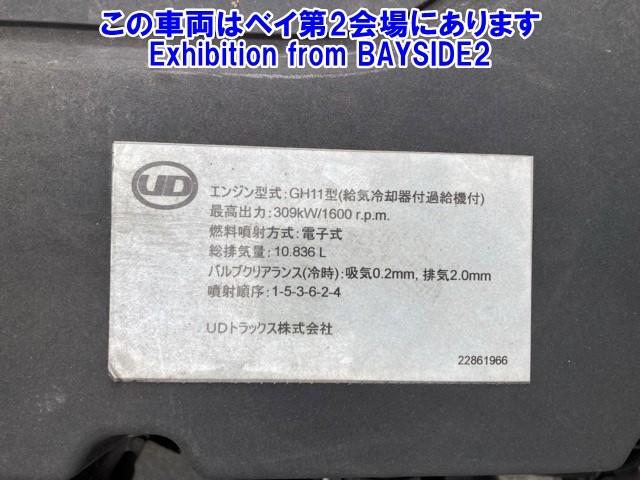 この車両はベイ第2会場にあります
Exhibition from BAYSIDE2
UD
エンジン型式:GH11型(給気冷却器付過給機付)
最高出力:309kW/1600 r.p.m.
燃料噴射方式:電子式
総排気量:10.836 L
バルブクリアランス(冷時):吸気0.2mm, 排気2.0mm
噴射順序:1-5-3-6-2-4
UDトラックス株式会社
22861966